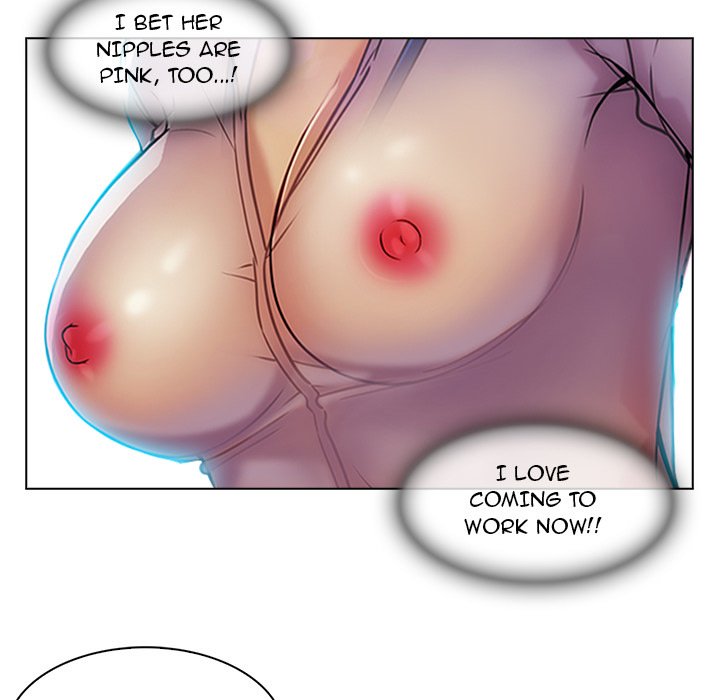 I BET HER
NIPPLES ARE
PINK, TOO...!
I LOVE
COMING TO
WORK NOW!!